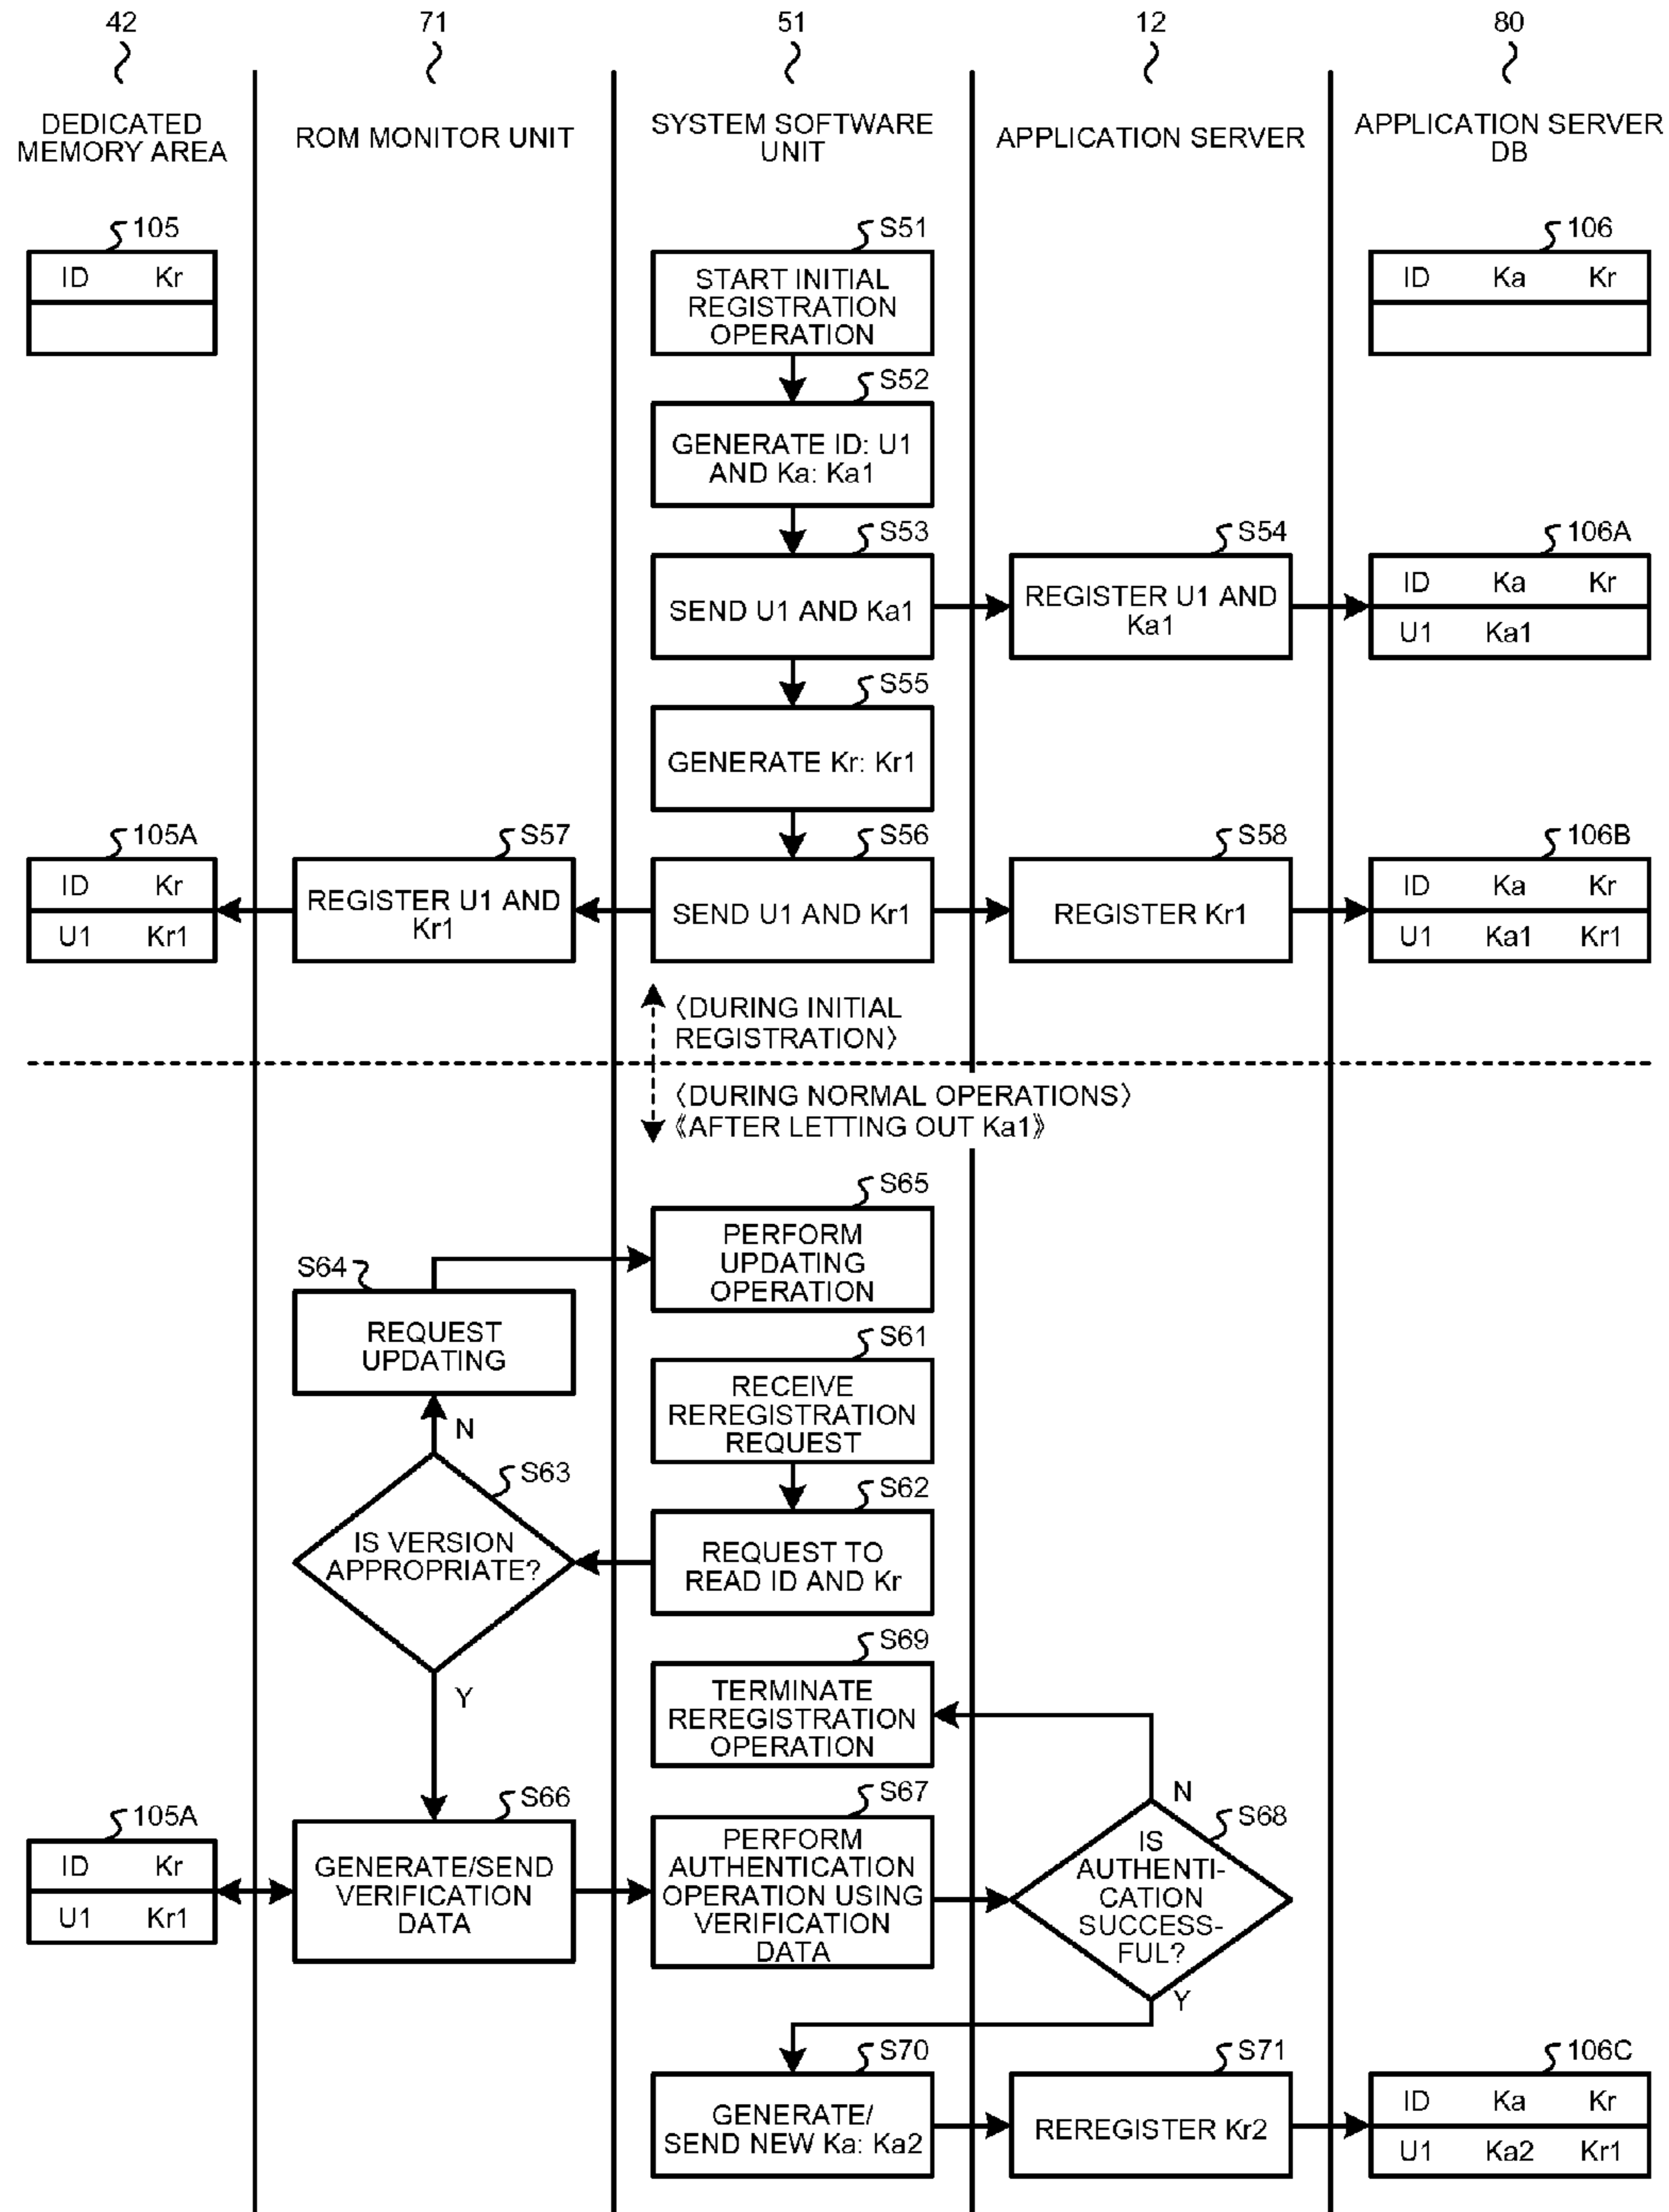 42
71
51
12
80
DEDICATED
MEMORY AREA
ROM MONITOR UNIT
SYSTEM SOFTWARE
UNIT
APPLICATION SERVER
APPLICATION SERVER
DB
105
ID Kr
S51
START INITIAL
REGISTRATION
OPERATION
106
ID Ka Kr
S52
GENERATE ID: U1
AND Ka: Ka1
S53
SEND U1 AND Ka1
S54
REGISTER U1 AND
Ka1
106A
ID Ka Kr
U1 Ka1
S55
GENERATE Kr: Kr1
105A
ID Kr
U1 Kr1
S57
REGISTER U1 AND
Kr1
S56
SEND U1 AND Kr1
S58
REGISTER Kr1
106B
ID Ka Kr
U1 Ka1 Kr1
〈DURING INITIAL
REGISTRATION〉
〈DURING NORMAL OPERATIONS〉
《AFTER LETTING OUT Ka1》
S65
PERFORM
UPDATING
OPERATION
S64
REQUEST
UPDATING
S61
RECEIVE
REREGISTRATION
REQUEST
N
S63
IS VERSION
APPROPRIATE?
S62
REQUEST TO
READ ID AND Kr
Y
S69
TERMINATE
REREGISTRATION
OPERATION
105A
ID Kr
U1 Kr1
S66
GENERATE/SEND
VERIFICATION
DATA
S67
PERFORM
AUTHENTICATION
OPERATION USING
VERIFICATION
DATA
N
S68
IS
AUTHENTI-
CATION
SUCCESS-
FUL?
Y
S70
GENERATE/
SEND NEW Ka: Ka2
S71
REREGISTER Kr2
106C
ID Ka Kr
U1 Ka2 Kr1